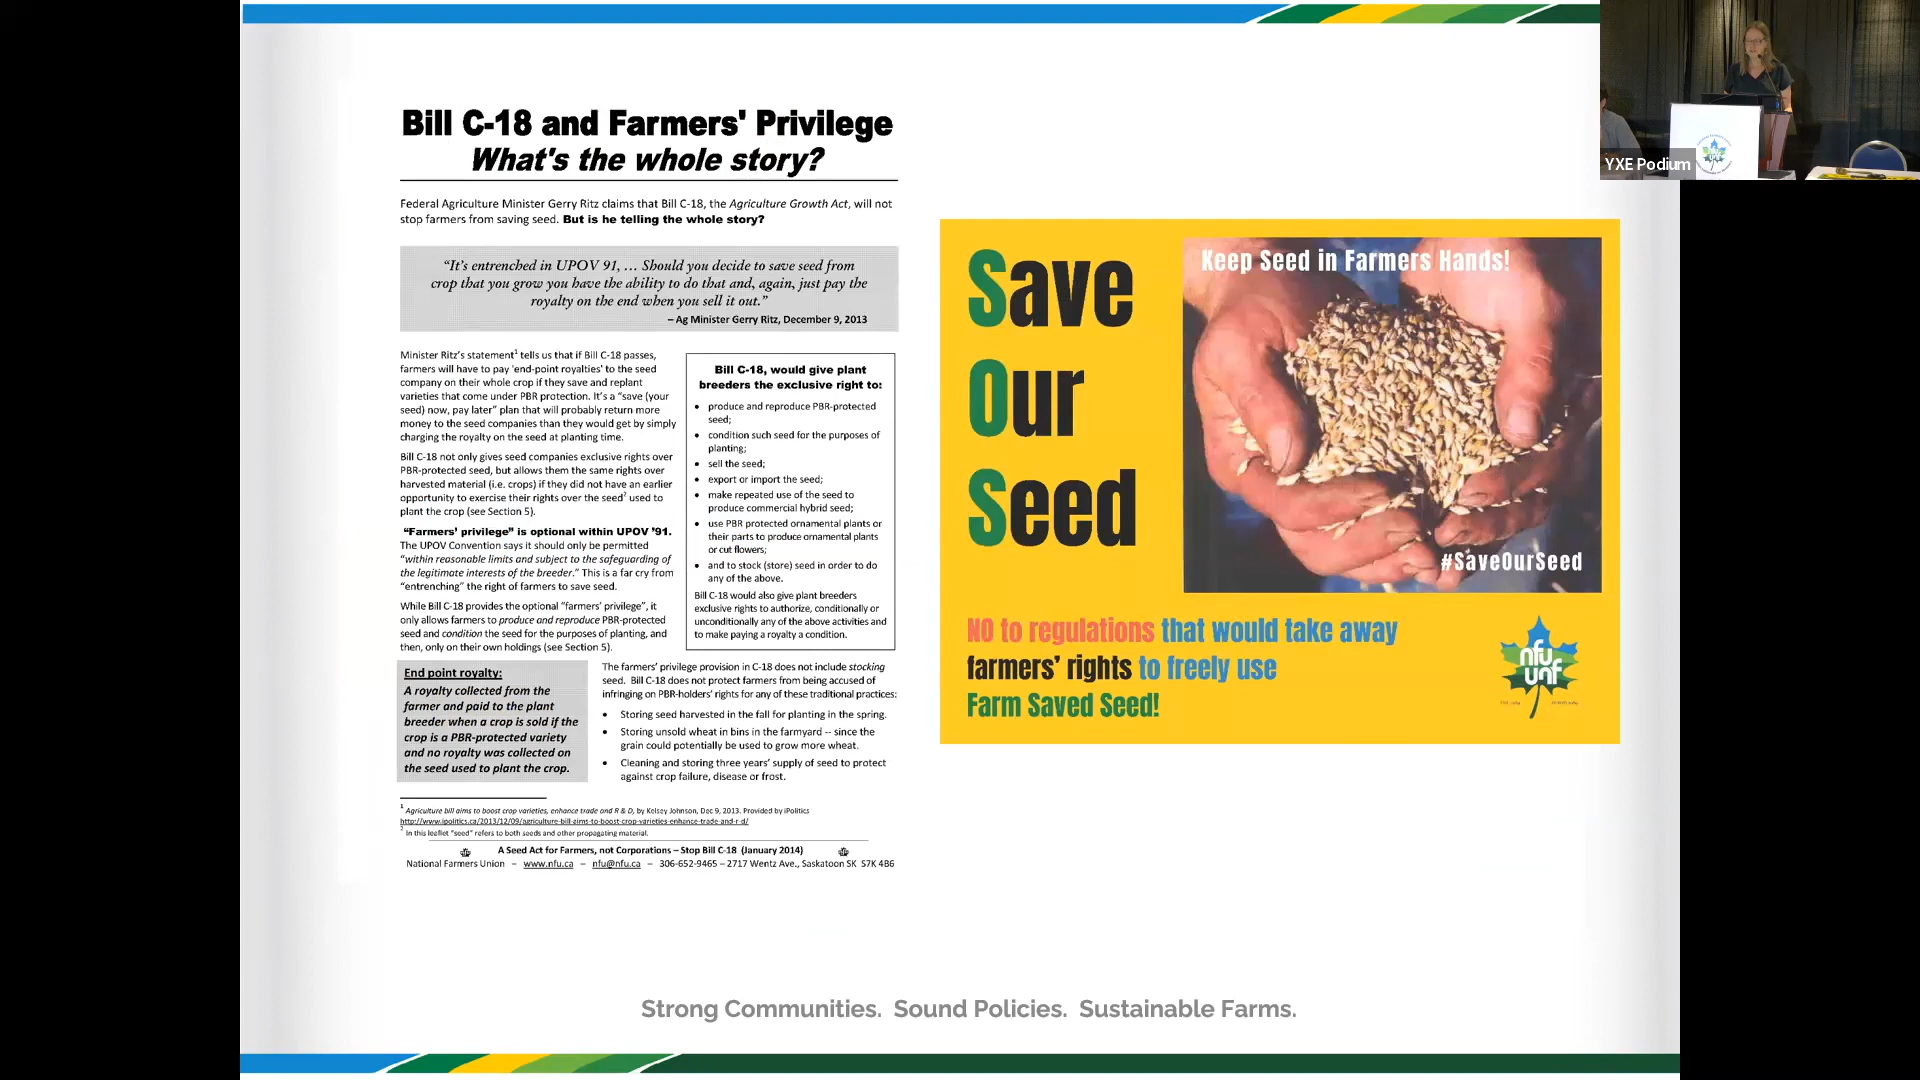 Bill C-18 and Farmers' Privilege
What's the whole story?
Federal Agriculture Minister Gerry Ritz claims that Bill C-18, the Agriculture Growth Act, will not
stop farmers from saving seed. But is he telling the whole story?
“It’s entrenched in UPOV 91, … Should you decide to save seed from
crop that you grow you have the ability to do that and, again, just pay the
royalty on the end when you sell it out.”
– Ag Minister Gerry Ritz, December 9, 2013
Minister Ritz’s statement1 tells us that if Bill C-18 passes,
farmers will have to pay 'end-point royalties' to the seed
company on their whole crop if they save and replant
varieties that come under PBR protection. It’s a “save (your
seed) now, pay later” plan that will probably return more
money to the seed companies than they would get by simply
charging the royalty on the seed at planting time.
Bill C-18 not only gives seed companies exclusive rights over
PBR-protected seed, but allows them the same rights over
harvested material (i.e. crops) if they did not have an earlier
opportunity to exercise their rights over the seed2 used to
plant the crop (see Section 5).
“Farmers’ privilege” is optional within UPOV ’91.
The UPOV Convention says it should only be permitted
“within reasonable limits and subject to the safeguarding of
the legitimate interests of the breeder.” This is a far cry from
“entrenching” the right of farmers to save seed.
While Bill C-18 provides the optional “farmers’ privilege”, it
only allows farmers to produce and reproduce PBR-protected
seed and condition the seed for the purposes of planting, and
then, only on their own holdings (see Section 5).
Bill C-18, would give plant
breeders the exclusive right to:
• produce and reproduce PBR-protected
seed;
• condition such seed for the purposes of
planting;
• sell the seed;
• export or import the seed;
• make repeated use of the seed to
produce commercial hybrid seed;
• use PBR protected ornamental plants or
their parts to produce ornamental plants
or cut flowers;
• and to stock (store) seed in order to do
any of the above.
Bill C-18 would also give plant breeders
exclusive rights to authorize, conditionally or
unconditionally any of the above activities and
to make paying a royalty a condition.
End point royalty:
A royalty collected from the
farmer and paid to the plant
breeder when a crop is sold if the
crop is a PBR-protected variety
and no royalty was collected on
the seed used to plant the crop.
The farmers’ privilege provision in C-18 does not include stocking
seed. Bill C-18 does not protect farmers from being accused of
infringing on PBR-holders’ rights for any of these traditional practices:
• Storing seed harvested in the fall for planting in the spring.
• Storing unsold wheat in bins in the farmyard -- since the
grain could potentially be used to grow more wheat.
• Cleaning and storing three years’ supply of seed to protect
against crop failure, disease or frost.
1 Agriculture bill aims to boost crop varieties, enhance trade and R & D, by Kelsey Johnson, Dec 9, 2013. Provided by iPolitics
http://www.ipolitics.ca/2013/12/09/agriculture-bill-aims-to-boost-crop-varieties-enhance-trade-and-r-d/
2 In this leaflet “seed” refers to both seeds and other propagating material.
A Seed Act for Farmers, not Corporations – Stop Bill C-18 (January 2014)
National Farmers Union – www.nfu.ca – nfu@nfu.ca – 306-652-9465 – 2717 Wentz Ave., Saskatoon SK S7K 4B6
Save
Our
Seed
Keep Seed in Farmers Hands!
#SaveOurSeed
NO to regulations that would take away
farmers’ rights to freely use
Farm Saved Seed!
nfu
unf
YXE Podium
Strong Communities. Sound Policies. Sustainable Farms.